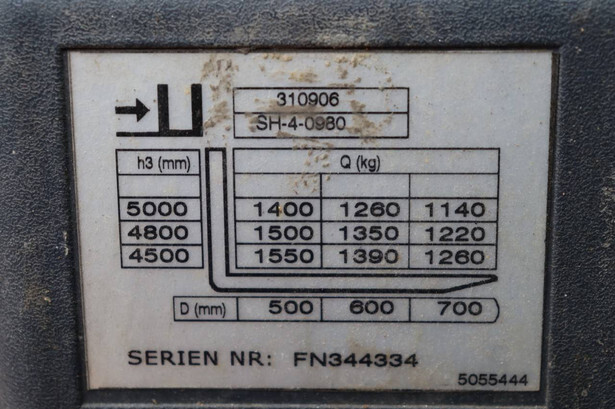 310906
SH-4-0980
h3 (mm) Q (kg)
5000 1400 1260 1140
4800 1500 1350 1220
4500 1550 1390 1260
D (mm) 500 600 700
SERIEN NR: FN344334
5055444